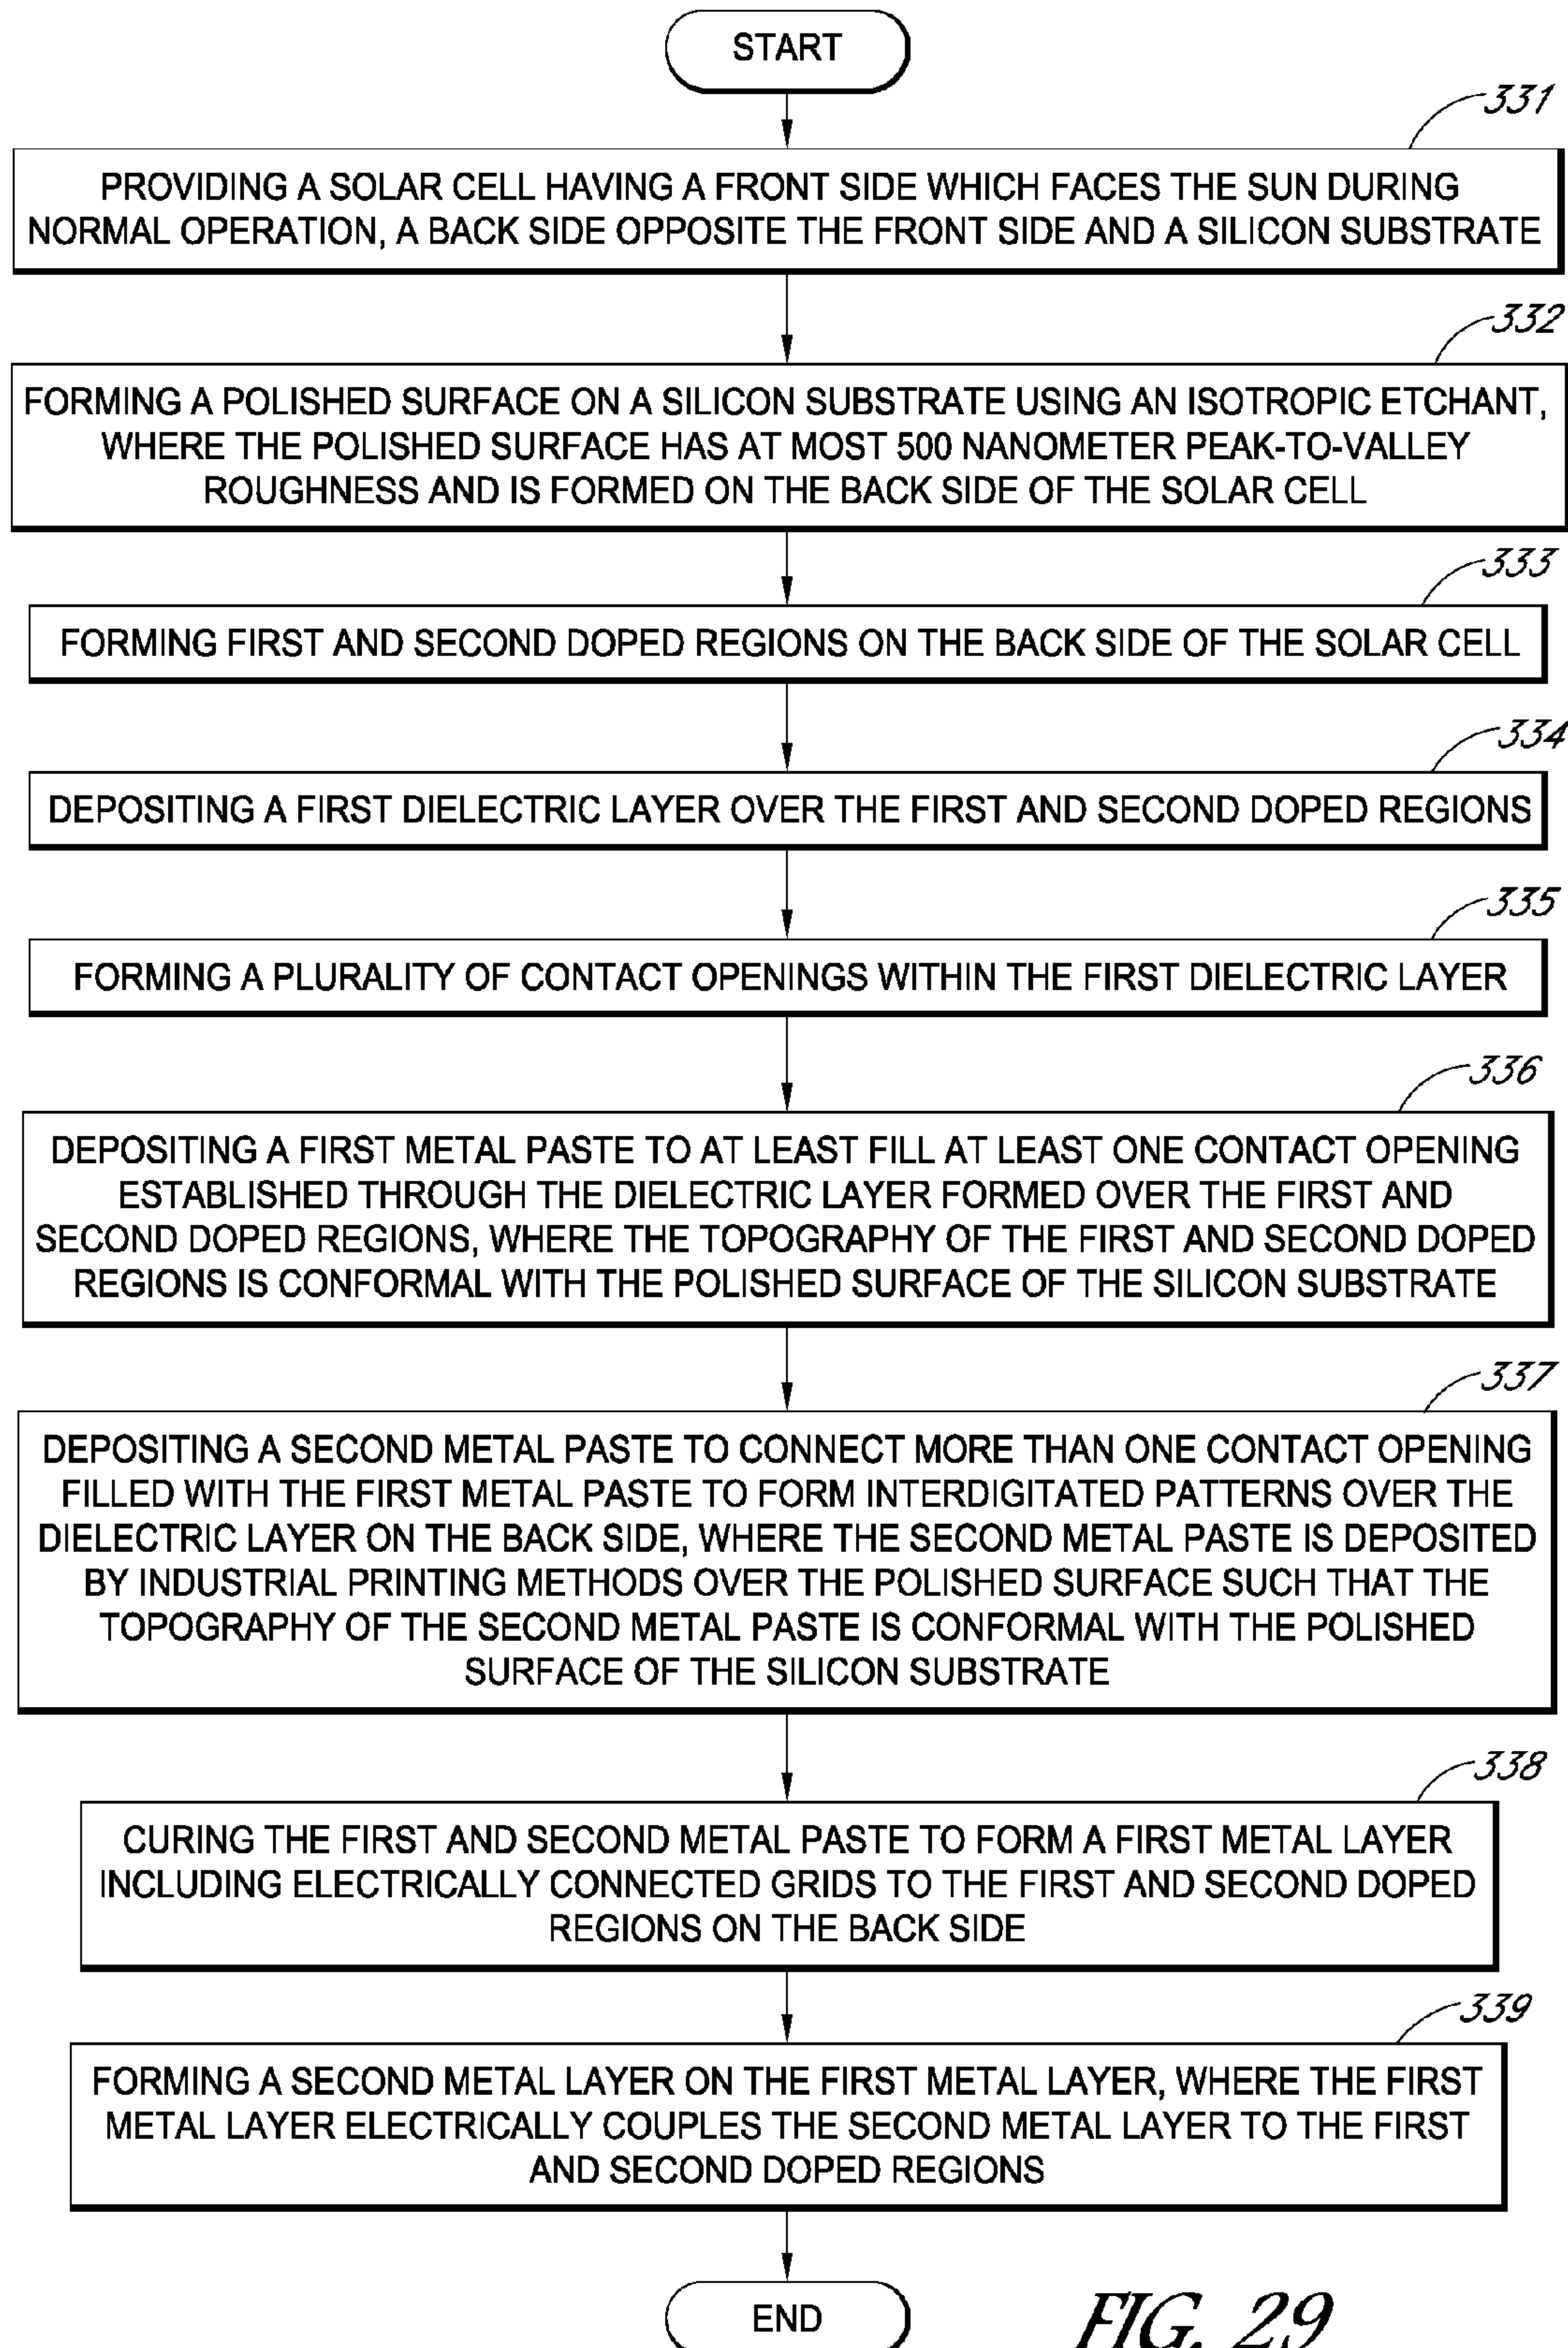 START
331
PROVIDING A SOLAR CELL HAVING A FRONT SIDE WHICH FACES THE SUN DURING
NORMAL OPERATION, A BACK SIDE OPPOSITE THE FRONT SIDE AND A SILICON SUBSTRATE
332
FORMING A POLISHED SURFACE ON A SILICON SUBSTRATE USING AN ISOTROPIC ETCHANT,
WHERE THE POLISHED SURFACE HAS AT MOST 500 NANOMETER PEAK-TO-VALLEY
ROUGHNESS AND IS FORMED ON THE BACK SIDE OF THE SOLAR CELL
333
FORMING FIRST AND SECOND DOPED REGIONS ON THE BACK SIDE OF THE SOLAR CELL
334
DEPOSITING A FIRST DIELECTRIC LAYER OVER THE FIRST AND SECOND DOPED REGIONS
335
FORMING A PLURALITY OF CONTACT OPENINGS WITHIN THE FIRST DIELECTRIC LAYER
336
DEPOSITING A FIRST METAL PASTE TO AT LEAST FILL AT LEAST ONE CONTACT OPENING
ESTABLISHED THROUGH THE DIELECTRIC LAYER FORMED OVER THE FIRST AND
SECOND DOPED REGIONS, WHERE THE TOPOGRAPHY OF THE FIRST AND SECOND DOPED
REGIONS IS CONFORMAL WITH THE POLISHED SURFACE OF THE SILICON SUBSTRATE
337
DEPOSITING A SECOND METAL PASTE TO CONNECT MORE THAN ONE CONTACT OPENING
FILLED WITH THE FIRST METAL PASTE TO FORM INTERDIGITATED PATTERNS OVER THE
DIELECTRIC LAYER ON THE BACK SIDE, WHERE THE SECOND METAL PASTE IS DEPOSITED
BY INDUSTRIAL PRINTING METHODS OVER THE POLISHED SURFACE SUCH THAT THE
TOPOGRAPHY OF THE SECOND METAL PASTE IS CONFORMAL WITH THE POLISHED
SURFACE OF THE SILICON SUBSTRATE
338
CURING THE FIRST AND SECOND METAL PASTE TO FORM A FIRST METAL LAYER
INCLUDING ELECTRICALLY CONNECTED GRIDS TO THE FIRST AND SECOND DOPED
REGIONS ON THE BACK SIDE
339
FORMING A SECOND METAL LAYER ON THE FIRST METAL LAYER, WHERE THE FIRST
METAL LAYER ELECTRICALLY COUPLES THE SECOND METAL LAYER TO THE FIRST
AND SECOND DOPED REGIONS
END
FIG. 29